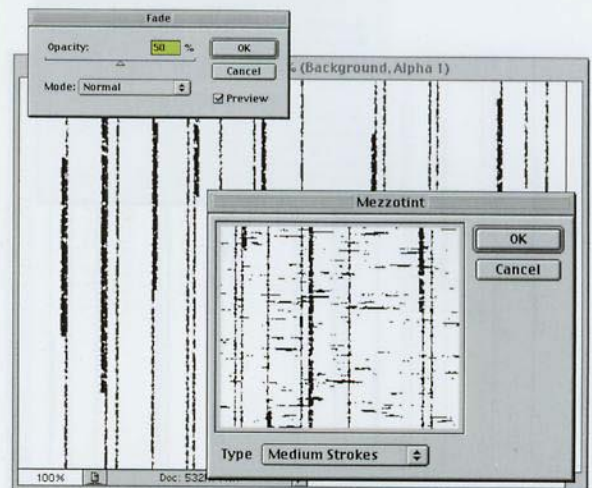 Fade
Opacity: 50 %
OK
Cancel
Mode: Normal
Preview
% (Background, Alpha 1)
Mezzotint
OK
Cancel
Type Medium Strokes
100% Doc: